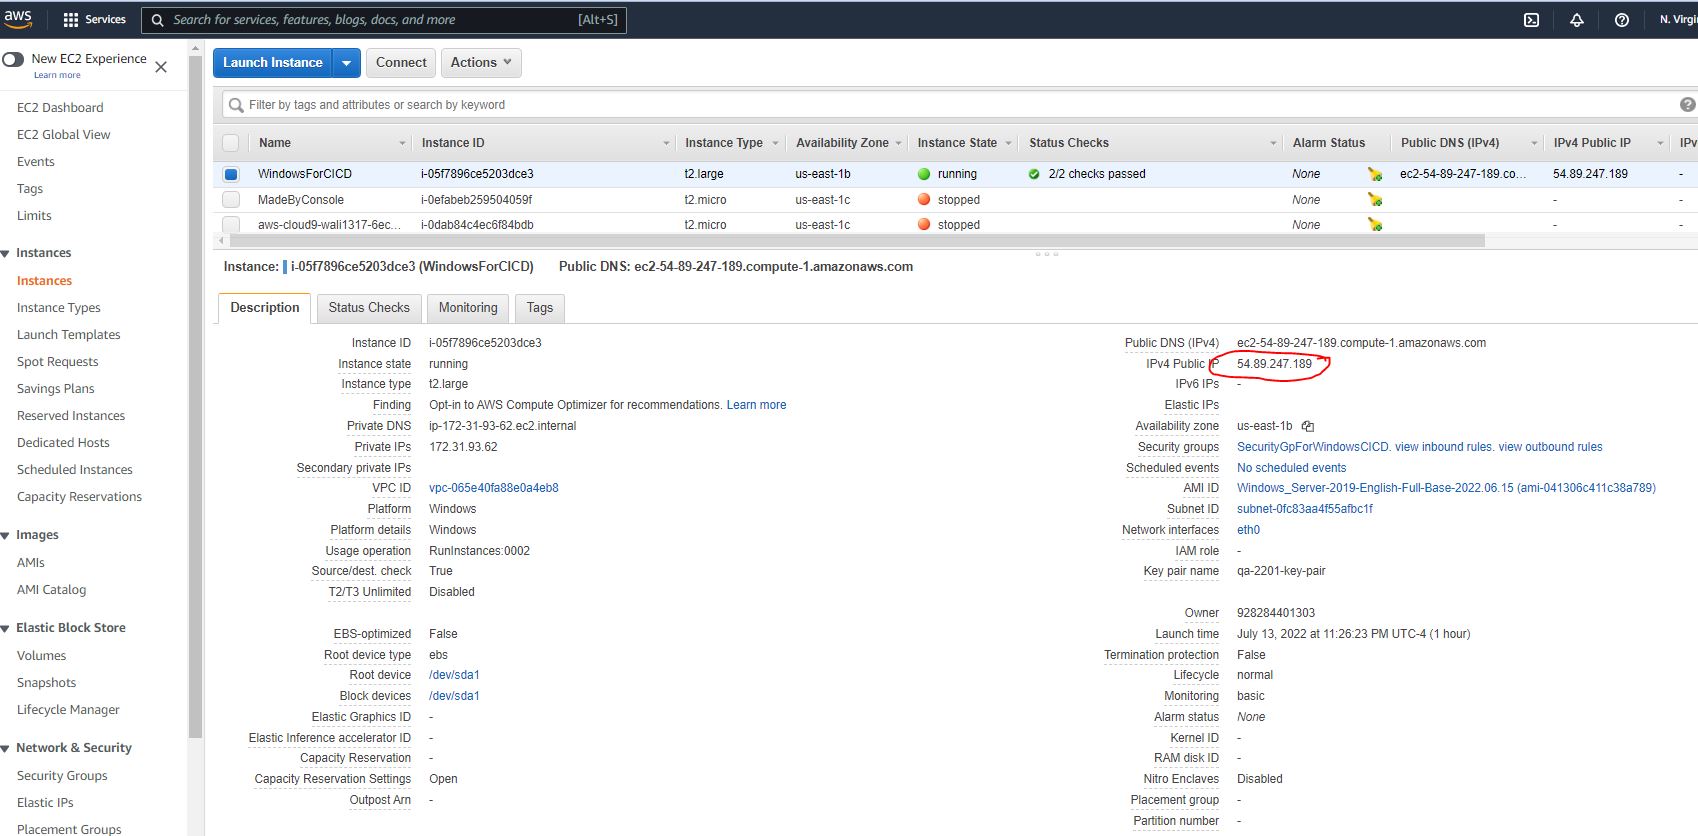 aws Services Search for services, features, blogs, docs, and more [Alt+S]
New EC2 Experience
Learn more
EC2 Dashboard
EC2 Global View
Events
Tags
Limits
Instances
Instances
Instance Types
Launch Templates
Spot Requests
Savings Plans
Reserved Instances
Dedicated Hosts
Scheduled Instances
Capacity Reservations
Images
AMIs
AMI Catalog
Elastic Block Store
Volumes
Snapshots
Lifecycle Manager
Network & Security
Security Groups
Elastic IPs
Placement Groups
Launch Instance Connect Actions
Filter by tags and attributes or search by keyword
Name Instance ID Instance Type Availability Zone Instance State Status Checks Alarm Status Public DNS (IPv4) IPv4 Public IP
WindowsForCICD i-05f7896ce5203dce3 t2.large us-east-1b running 2/2 checks passed None ec2-54-89-247-189.co... 54.89.247.189 -
MadeByConsole i-0efabeb259504059f t2.micro us-east-1c stopped None - -
aws-cloud9-wali1317-6ec... i-0dab84c4ec6f84bdb t2.micro us-east-1c stopped None - -
Instance: i-05f7896ce5203dce3 (WindowsForCICD) Public DNS: ec2-54-89-247-189.compute-1.amazonaws.com
Description Status Checks Monitoring Tags
Instance ID i-05f7896ce5203dce3
Instance state running
Instance type t2.large
Finding Opt-in to AWS Compute Optimizer for recommendations. Learn more
Private DNS ip-172-31-93-62.ec2.internal
Private IPs 172.31.93.62
Secondary private IPs
VPC ID vpc-065e40fa88e0a4eb8
Platform Windows
Platform details Windows
Usage operation RunInstances:0002
Source/dest. check True
T2/T3 Unlimited Disabled
EBS-optimized False
Root device type ebs
Root device /dev/sda1
Block devices /dev/sda1
Elastic Graphics ID -
Elastic Inference accelerator ID -
Capacity Reservation -
Capacity Reservation Settings Open
Outpost Arn -
Public DNS (IPv4) ec2-54-89-247-189.compute-1.amazonaws.com
IPv4 Public IP 54.89.247.189
IPv6 IPs -
Elastic IPs
Availability zone us-east-1b
Security groups SecurityGpForWindowsCICD. view inbound rules. view outbound rules
Scheduled events No scheduled events
AMI ID Windows_Server-2019-English-Full-Base-2022.06.15 (ami-041306c411c38a789)
Subnet ID subnet-0fc83aa4f55afbc1f
Network interfaces eth0
IAM role -
Key pair name qa-2201-key-pair
Owner 928284401303
Launch time July 13, 2022 at 11:26:23 PM UTC-4 (1 hour)
Termination protection False
Lifecycle normal
Monitoring basic
Alarm status None
Kernel ID -
RAM disk ID -
Nitro Enclaves Disabled
Placement group -
Partition number -